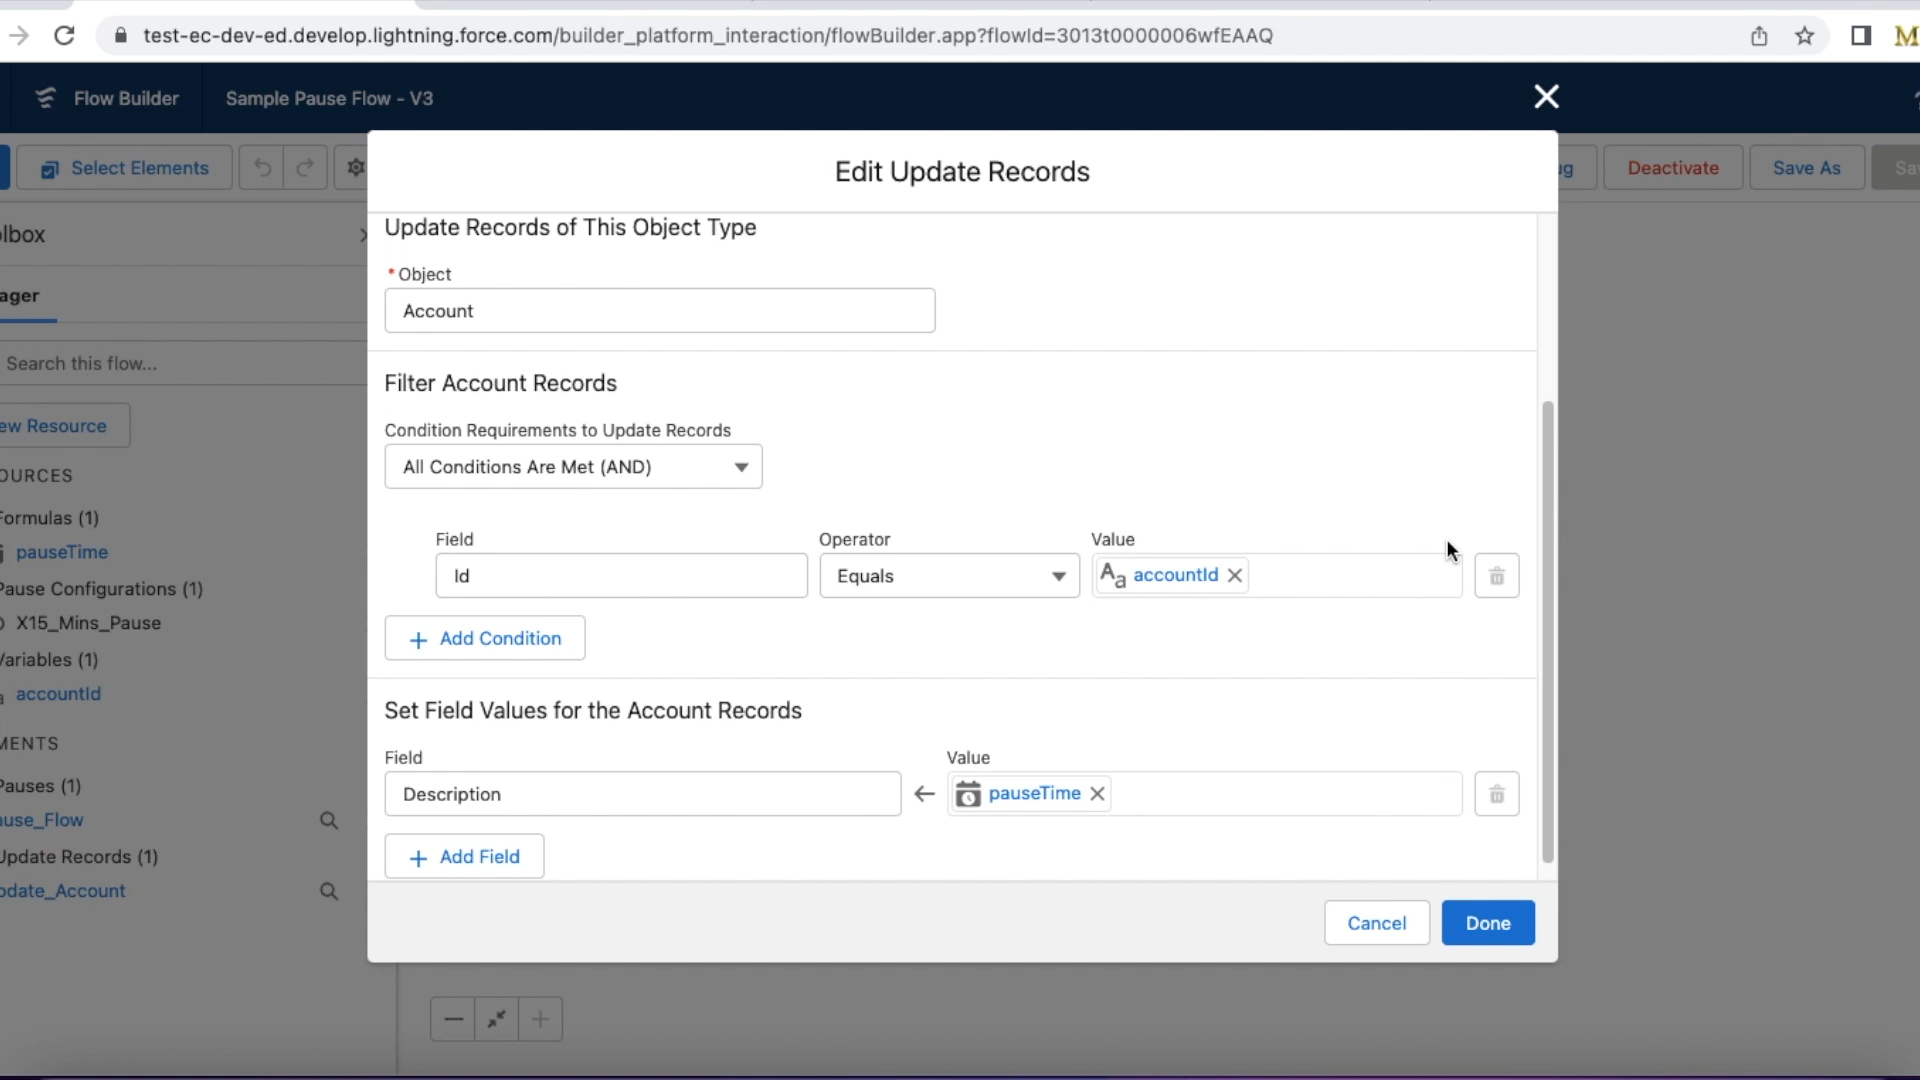 test-ec-dev-ed.develop.lightning.force.com/builder_platform_interaction/flowBuilder.app?flowId=3013t0000006wfEAAQ
M
Flow Builder
Sample Pause Flow - V3
Select Elements
Edit Update Records
ug
Deactivate
Save As
Sav
lbox
ager
Search this flow...
ew Resource
OURCES
Formulas (1)
pauseTime
Pause Configurations (1)
X15_Mins_Pause
Variables (1)
accountId
MENTS
Pauses (1)
use_Flow
Update Records (1)
pdate_Account
Update Records of This Object Type
* Object
Account
Filter Account Records
Condition Requirements to Update Records
All Conditions Are Met (AND)
Field Operator Value
Id Equals Aa accountId
+ Add Condition
Set Field Values for the Account Records
Field Value
Description ← pauseTime
+ Add Field
Cancel Done